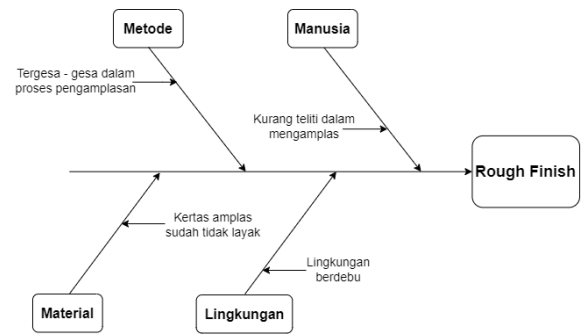 Metode
Manusia
Tergesa - gesa dalam
proses pengamplasan
Kurang teliti dalam
mengamplas
Rough Finish
Kertas amplas
sudah tidak layak
Lingkungan
berdebu
Material
Lingkungan